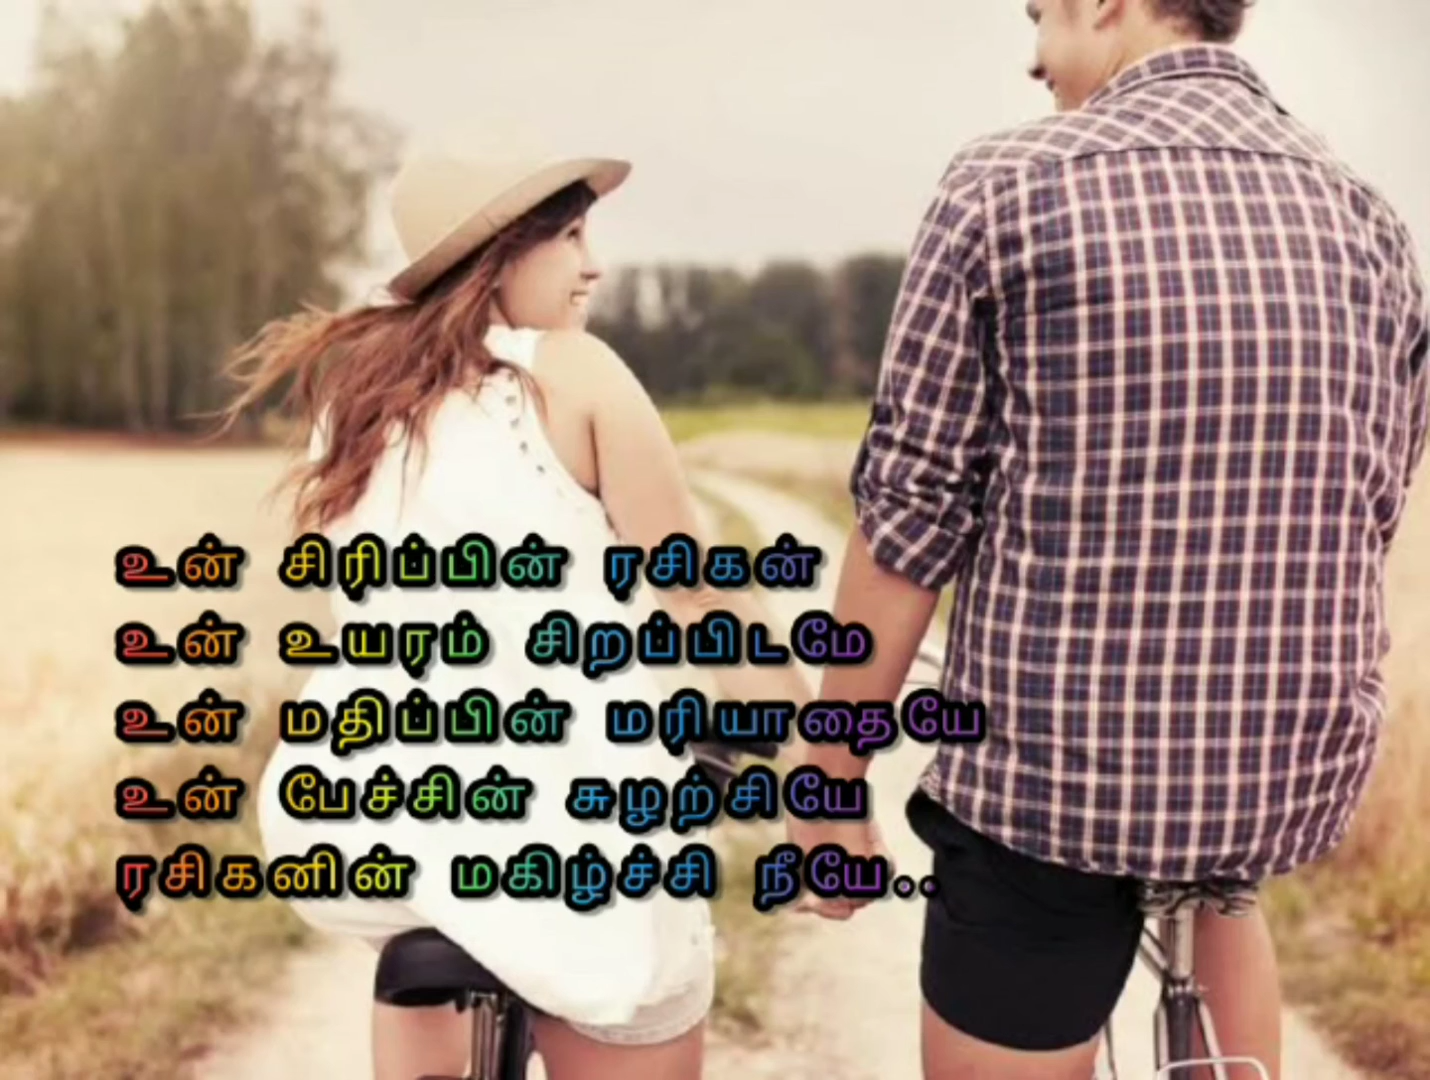 உன் சிரிப்பின் ரசிகன்
உன் உயரம் சிறப்பிடமே
உன் மதிப்பின் மரியாதையே
உன் பேச்சின் சுழற்சியே
ரசிகனின் மகிழ்ச்சி நீயே..